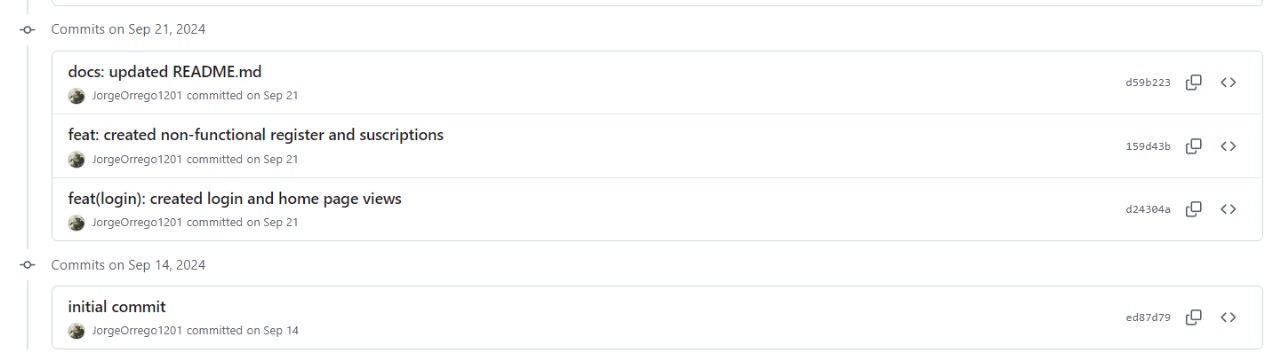 Commits on Sep 21, 2024
docs: updated README.md
JorgeOrrego1201 committed on Sep 21
d59b223
feat: created non-functional register and suscriptions
JorgeOrrego1201 committed on Sep 21
159d43b
feat(login): created login and home page views
JorgeOrrego1201 committed on Sep 21
d24304a
Commits on Sep 14, 2024
initial commit
JorgeOrrego1201 committed on Sep 14
ed87d79